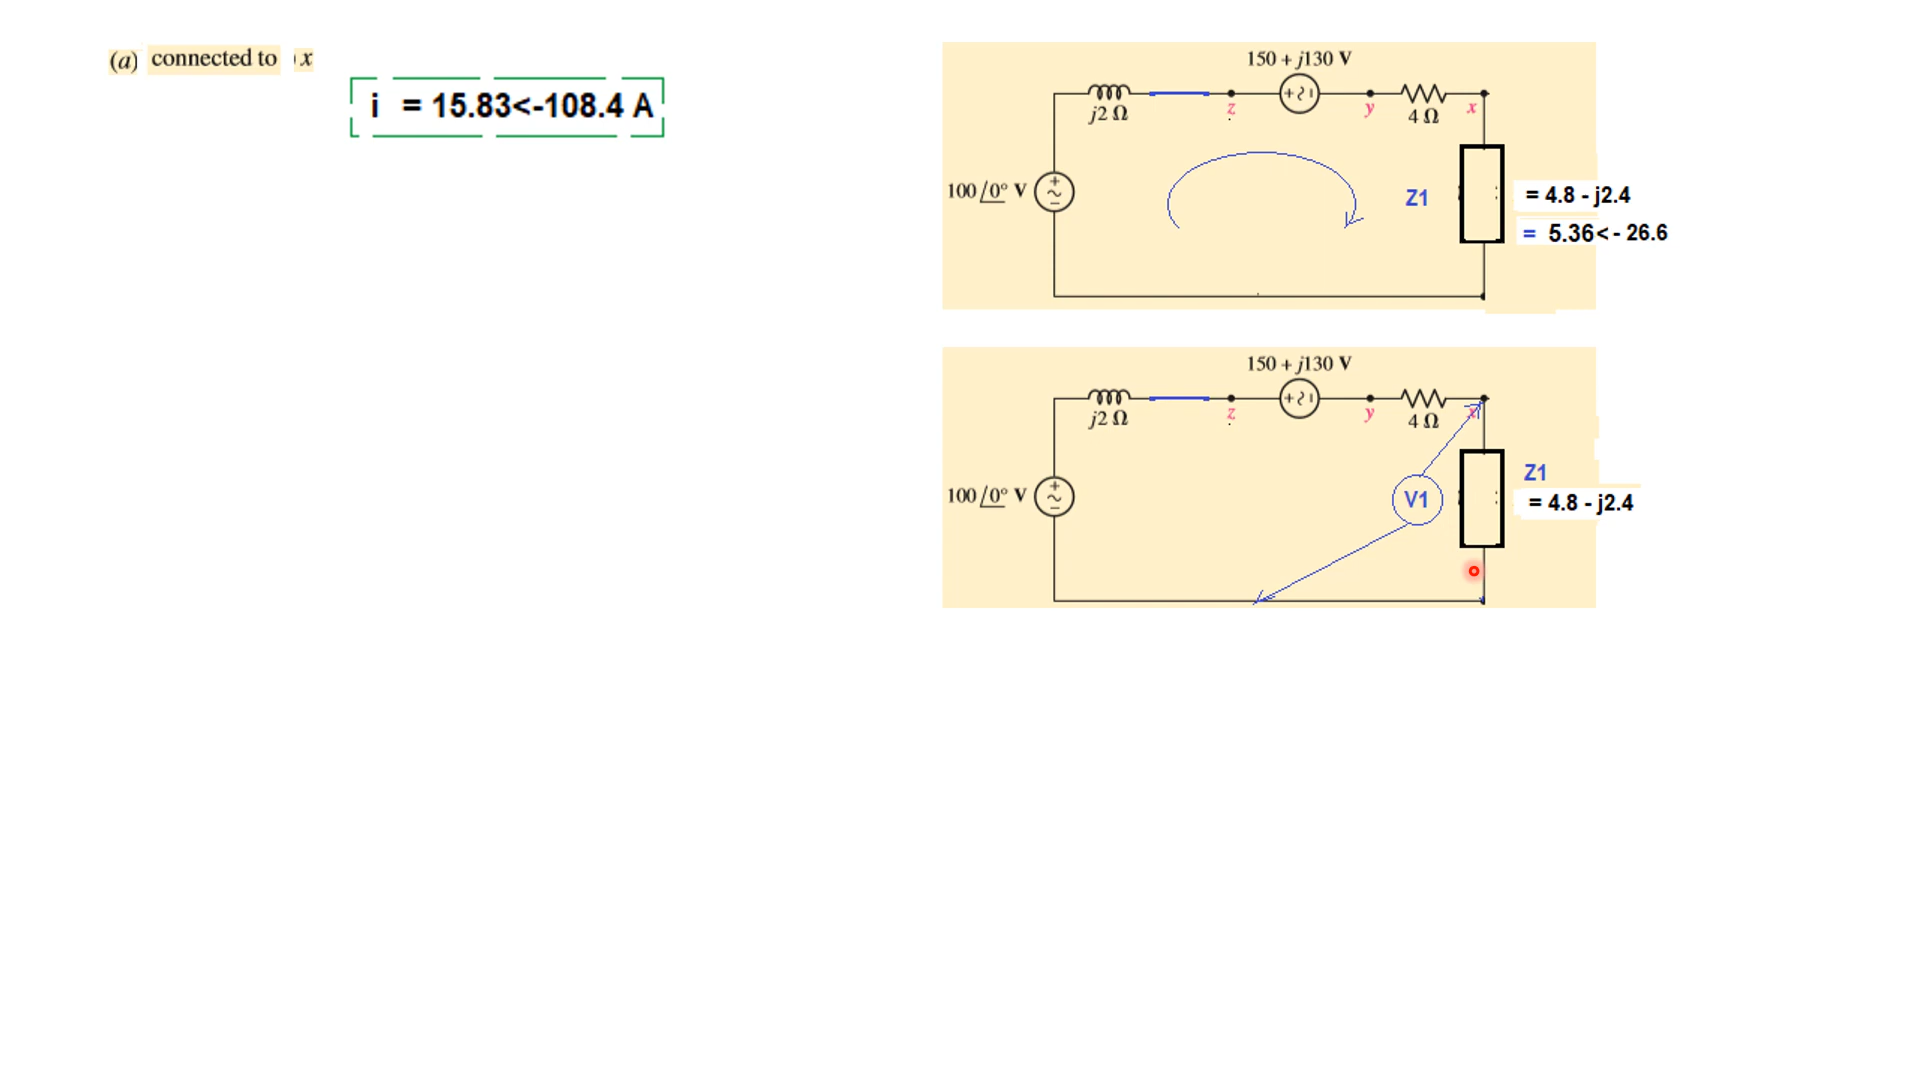 (a) connected to x
i = 15.83<-108.4 A
150 + j130 V
j2 Ω
z
y
4 Ω
x
100/0° V
Z1
= 4.8 - j2.4
= 5.36< - 26.6
150 + j130 V
j2 Ω
z
y
4 Ω
x
100/0° V
V1
Z1
= 4.8 - j2.4